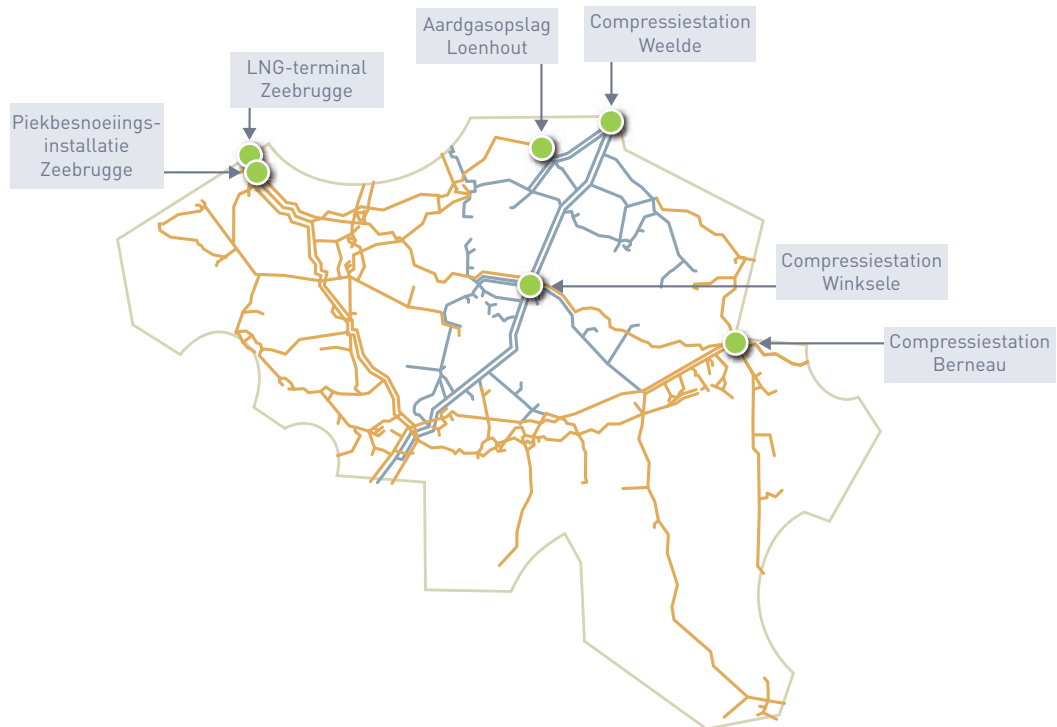 Aardgasopslag
Loenhout
Compressiestation
Weelde
LNG-terminal
Zeebrugge
Piekbesnoeiings-
installatie
Zeebrugge
Compressiestation
Winksele
Compressiestation
Berneau